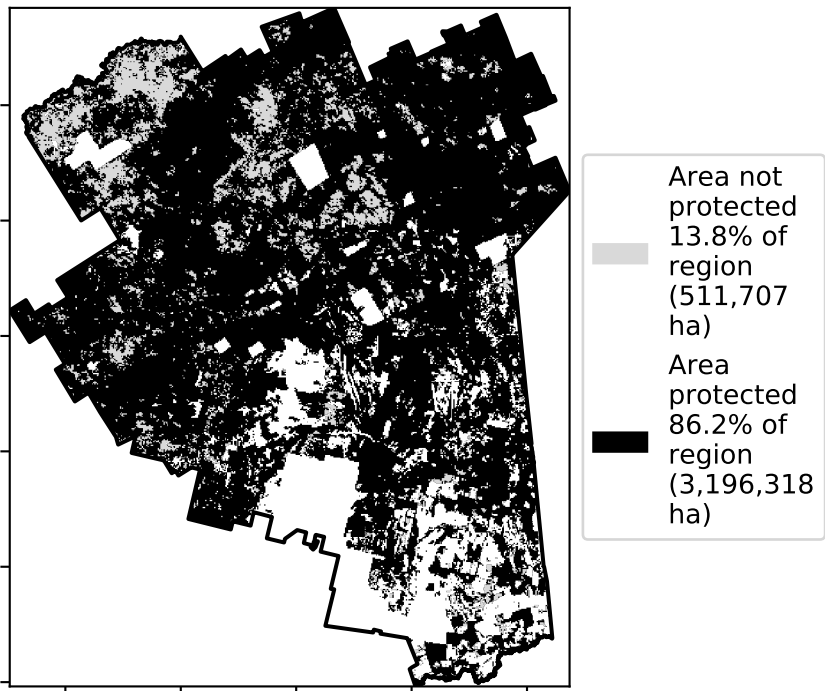 Area not
protected
13.8% of
region
(511,707
ha)
Area
protected
86.2% of
region
(3,196,318
ha)